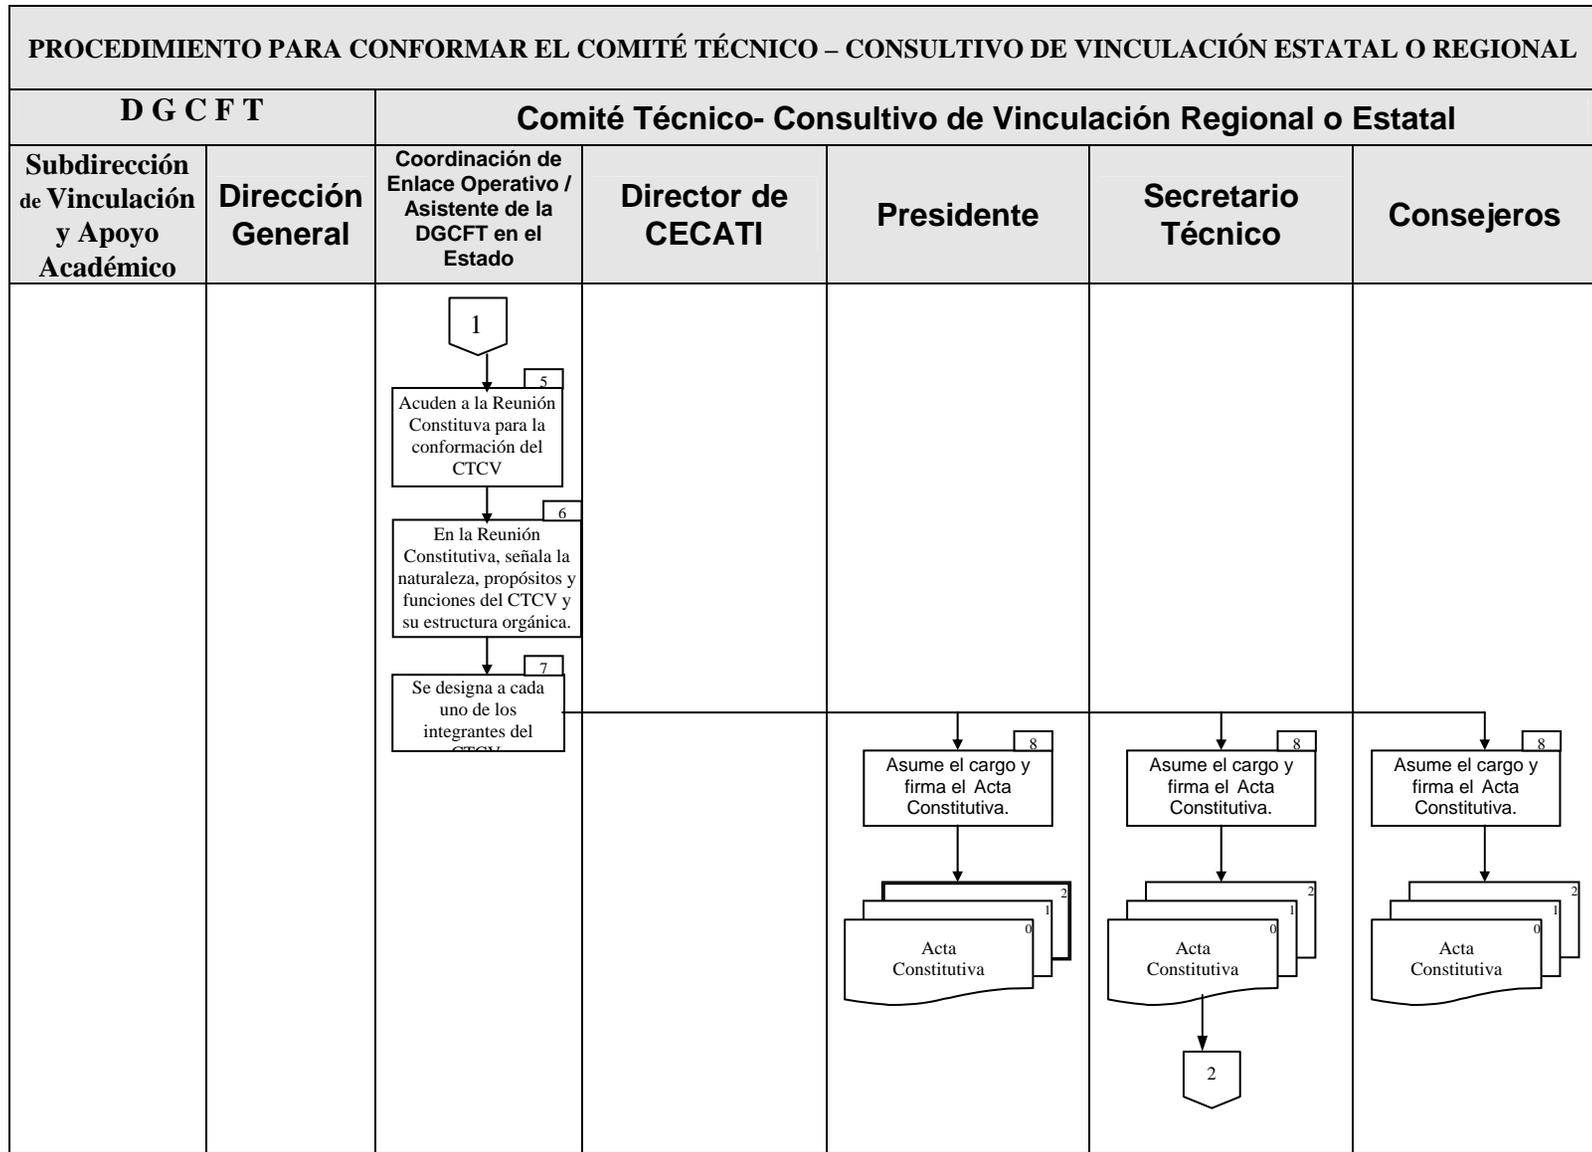 PROCEDIMIENTO PARA CONFORMAR EL COMITÉ TÉCNICO – CONSULTIVO DE VINCULACIÓN ESTATAL O REGIONAL
D G C F T
Comité Técnico- Consultivo de Vinculación Regional o Estatal
Subdirección
de Vinculación
y Apoyo
Académico
Dirección
General
Coordinación de
Enlace Operativo /
Asistente de la
DGCFT en el
Estado
Director de
CECATI
Presidente
Secretario
Técnico
Consejeros
1
5
Acuden a la Reunión
Constituva para la
conformación del
CTCV
6
En la Reunión
Constitutiva, señala la
naturaleza, propósitos y
funciones del CTCV y
su estructura orgánica.
7
Se designa a cada
uno de los
integrantes del
CTCV
8
Asume el cargo y
firma el Acta
Constitutiva.
8
Asume el cargo y
firma el Acta
Constitutiva.
8
Asume el cargo y
firma el Acta
Constitutiva.
2
1
0
Acta
Constitutiva
2
1
0
Acta
Constitutiva
2
1
0
Acta
Constitutiva
2